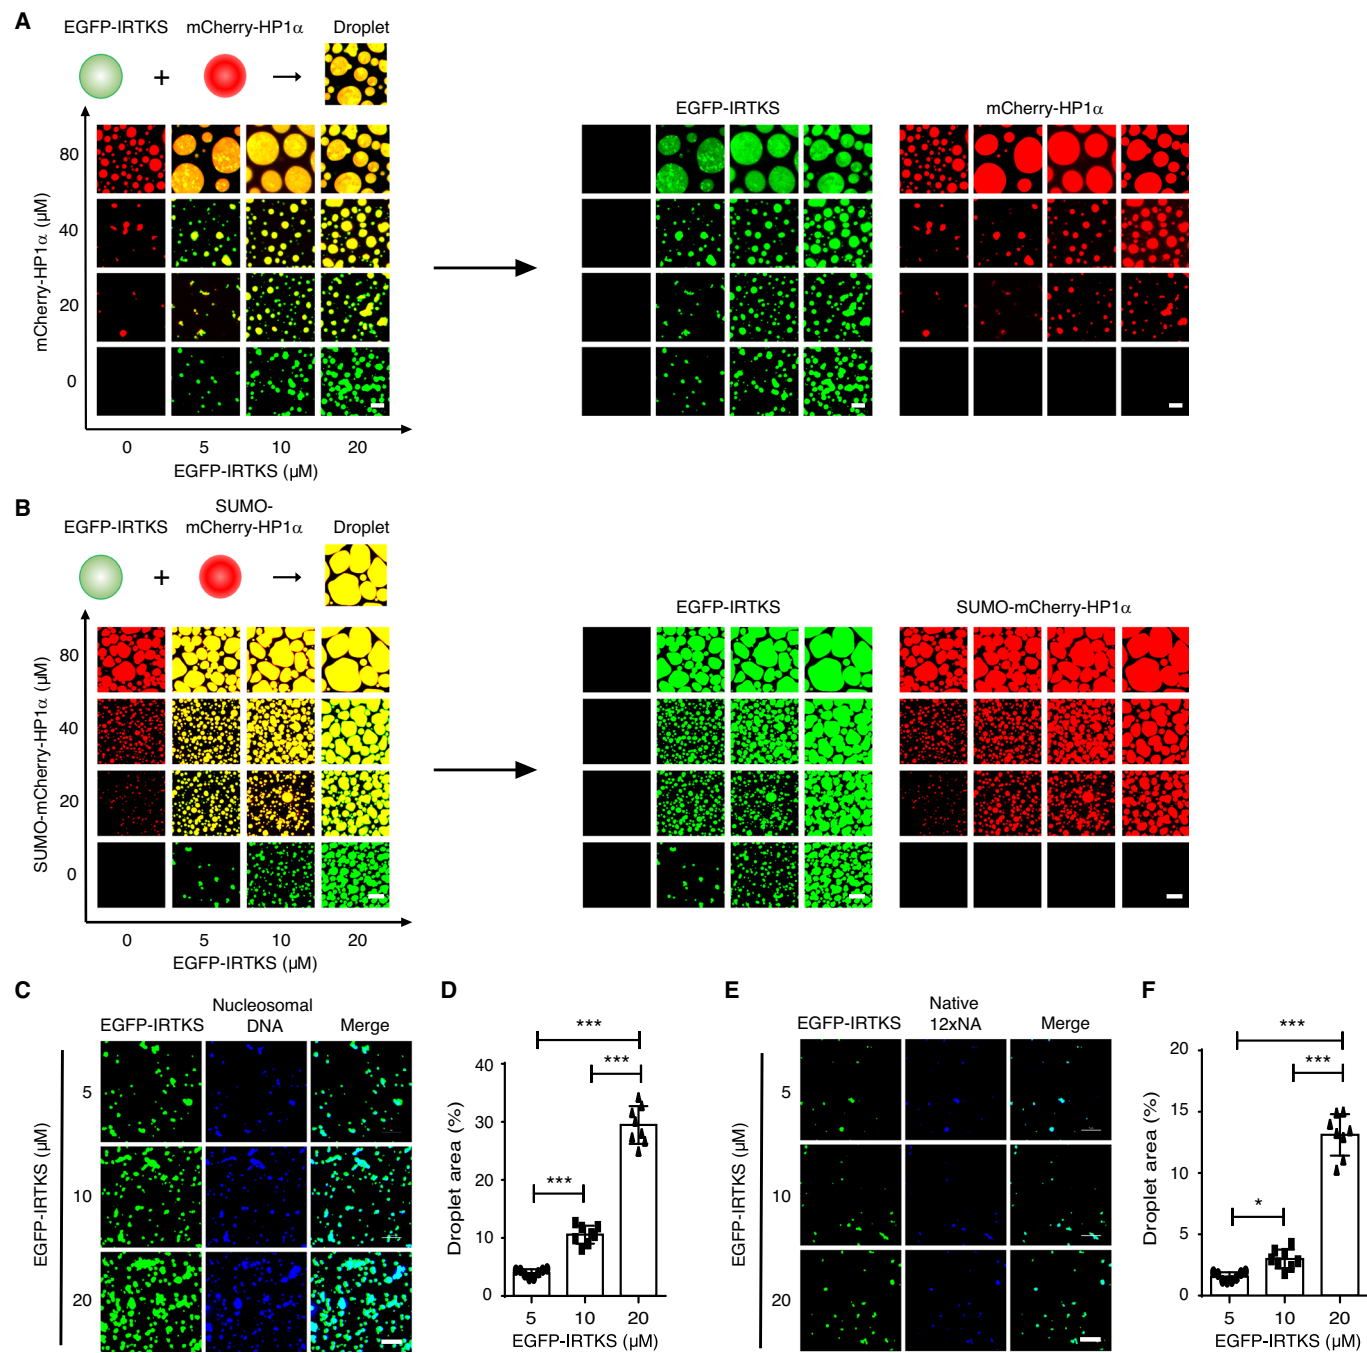 A
EGFP-IRTKS mCherry-HP1α Droplet
+
mCherry-HP1α (µM)
80
40
20
0
0 5 10 20
EGFP-IRTKS (µM)
EGFP-IRTKS mCherry-HP1α
B
EGFP-IRTKS SUMO-mCherry-HP1α Droplet
+
SUMO-mCherry-HP1α (µM)
80
40
20
0
0 5 10 20
EGFP-IRTKS (µM)
EGFP-IRTKS SUMO-mCherry-HP1α
C
EGFP-IRTKS Nucleosomal DNA Merge
EGFP-IRTKS (µM)
5
10
20
D
Droplet area (%)
40
30
20
10
0
***
***
***
5 10 20
EGFP-IRTKS (µM)
E
EGFP-IRTKS Native 12xNA Merge
EGFP-IRTKS (µM)
5
10
20
F
Droplet area (%)
20
15
10
5
0
***
***
*
5 10 20
EGFP-IRTKS (µM)